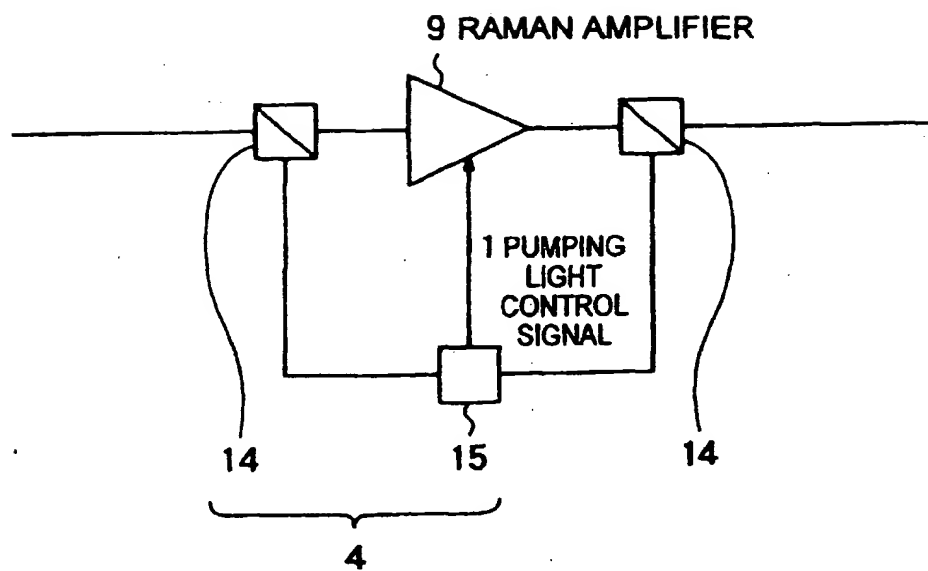 9 RAMAN AMPLIFIER
1 PUMPING
LIGHT
CONTROL
SIGNAL
14
15
14
4